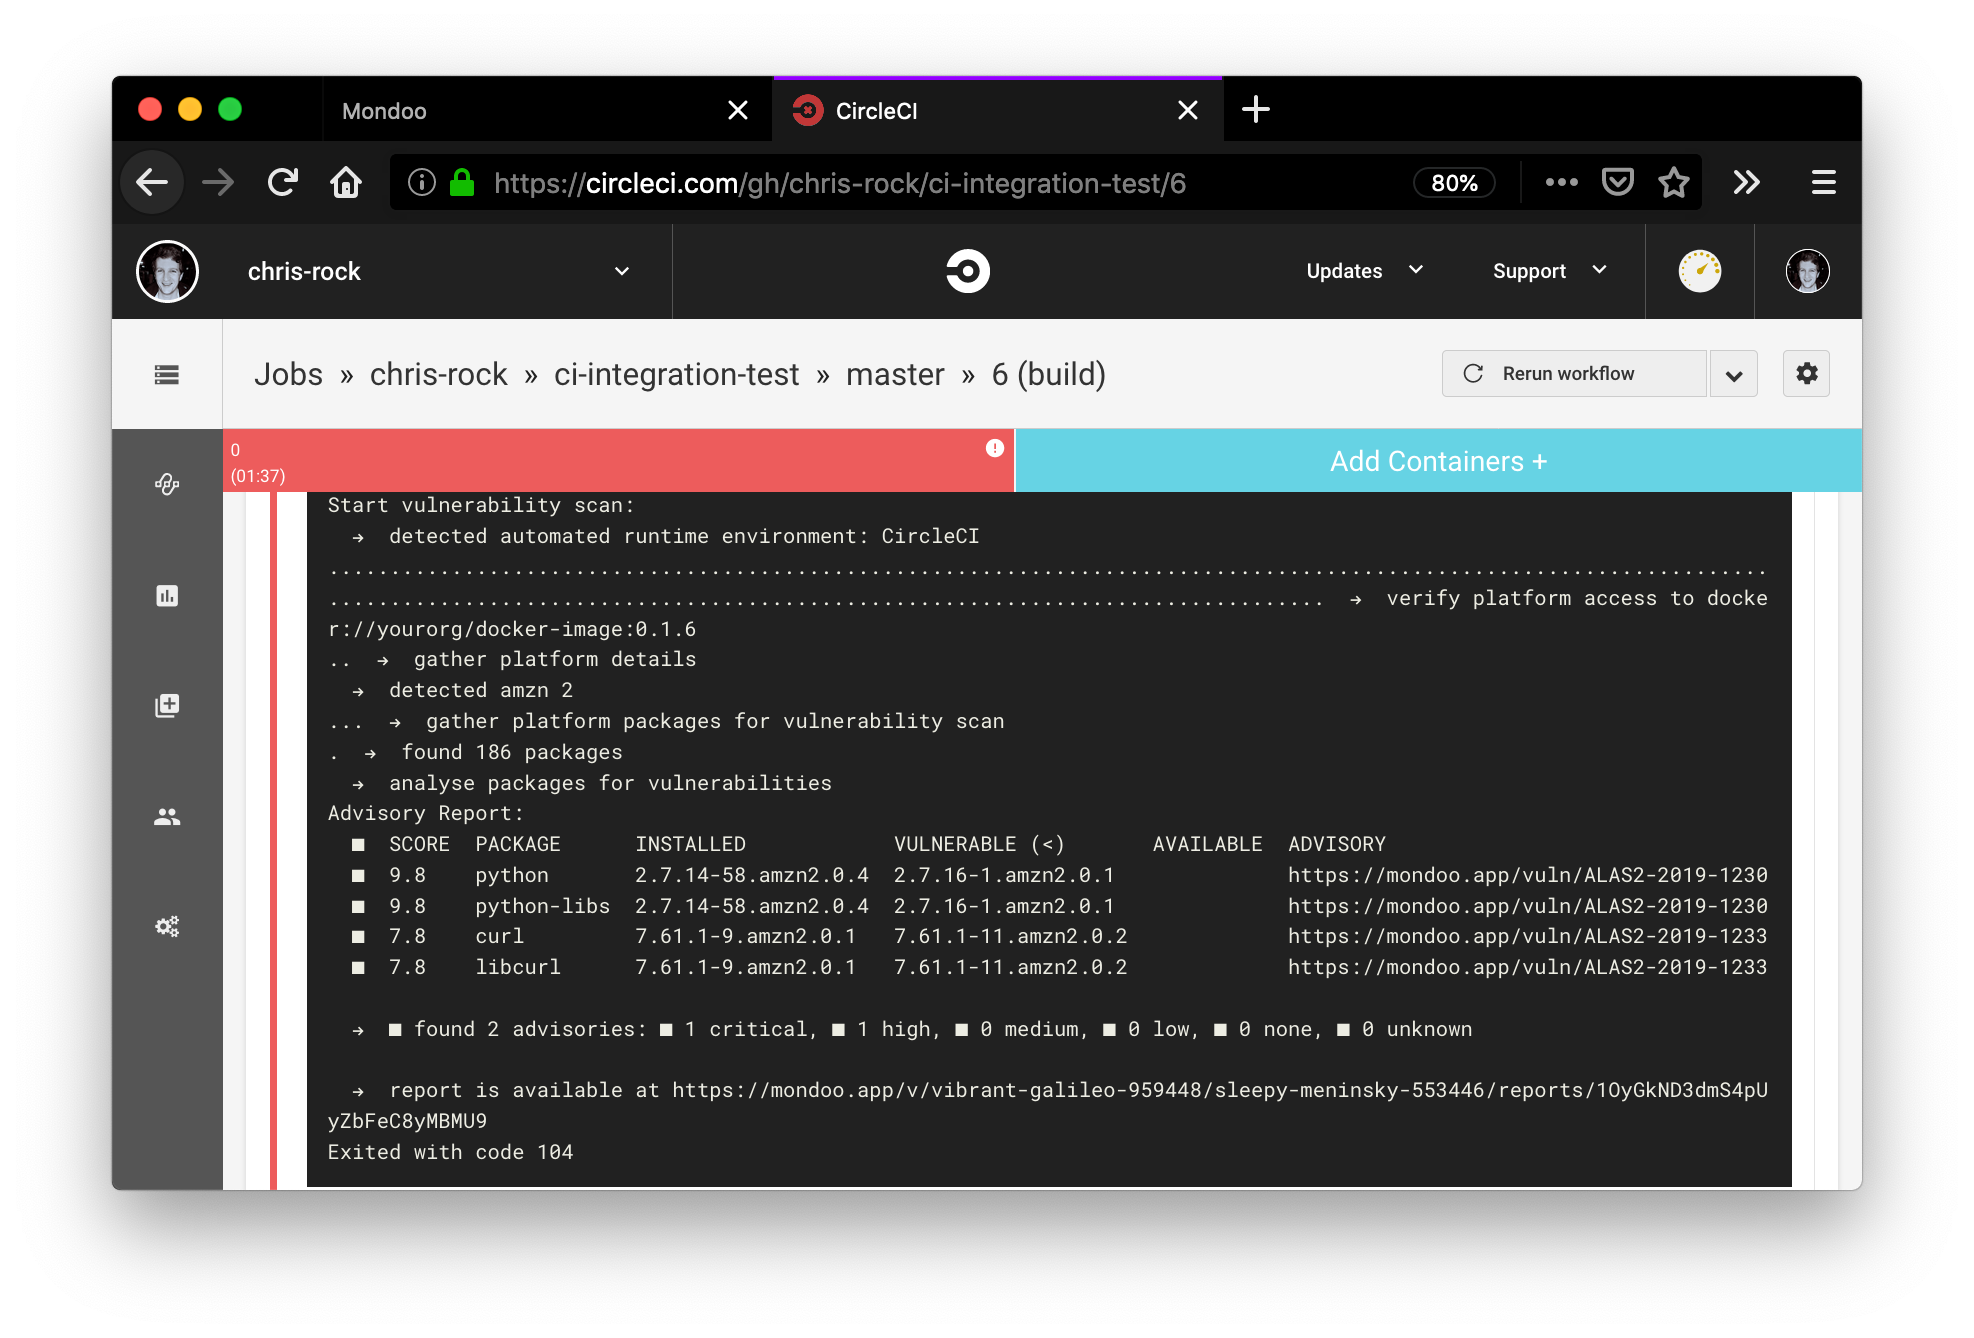 Mondoo
CircleCI
https://circleci.com/gh/chris-rock/ci-integration-test/6
80%
chris-rock
Updates
Support
Jobs » chris-rock » ci-integration-test » master » 6 (build)
Rerun workflow
0
(01:37)
Add Containers +
Start vulnerability scan:
→ detected automated runtime environment: CircleCI
.....................................................................................................................
................................................................................. → verify platform access to docke
r://yourorg/docker-image:0.1.6
.. → gather platform details
→ detected amzn 2
... → gather platform packages for vulnerability scan
. → found 186 packages
→ analyse packages for vulnerabilities
Advisory Report:
■ SCORE PACKAGE INSTALLED VULNERABLE (<) AVAILABLE ADVISORY
■ 9.8 python 2.7.14-58.amzn2.0.4 2.7.16-1.amzn2.0.1 https://mondoo.app/vuln/ALAS2-2019-1230
■ 9.8 python-libs 2.7.14-58.amzn2.0.4 2.7.16-1.amzn2.0.1 https://mondoo.app/vuln/ALAS2-2019-1230
■ 7.8 curl 7.61.1-9.amzn2.0.1 7.61.1-11.amzn2.0.2 https://mondoo.app/vuln/ALAS2-2019-1233
■ 7.8 libcurl 7.61.1-9.amzn2.0.1 7.61.1-11.amzn2.0.2 https://mondoo.app/vuln/ALAS2-2019-1233
→ ■ found 2 advisories: ■ 1 critical, ■ 1 high, ■ 0 medium, ■ 0 low, ■ 0 none, ■ 0 unknown
→ report is available at https://mondoo.app/v/vibrant-galileo-959448/sleepy-meninsky-553446/reports/1OyGkND3dmS4pU
yZbFeC8yMBMU9
Exited with code 104